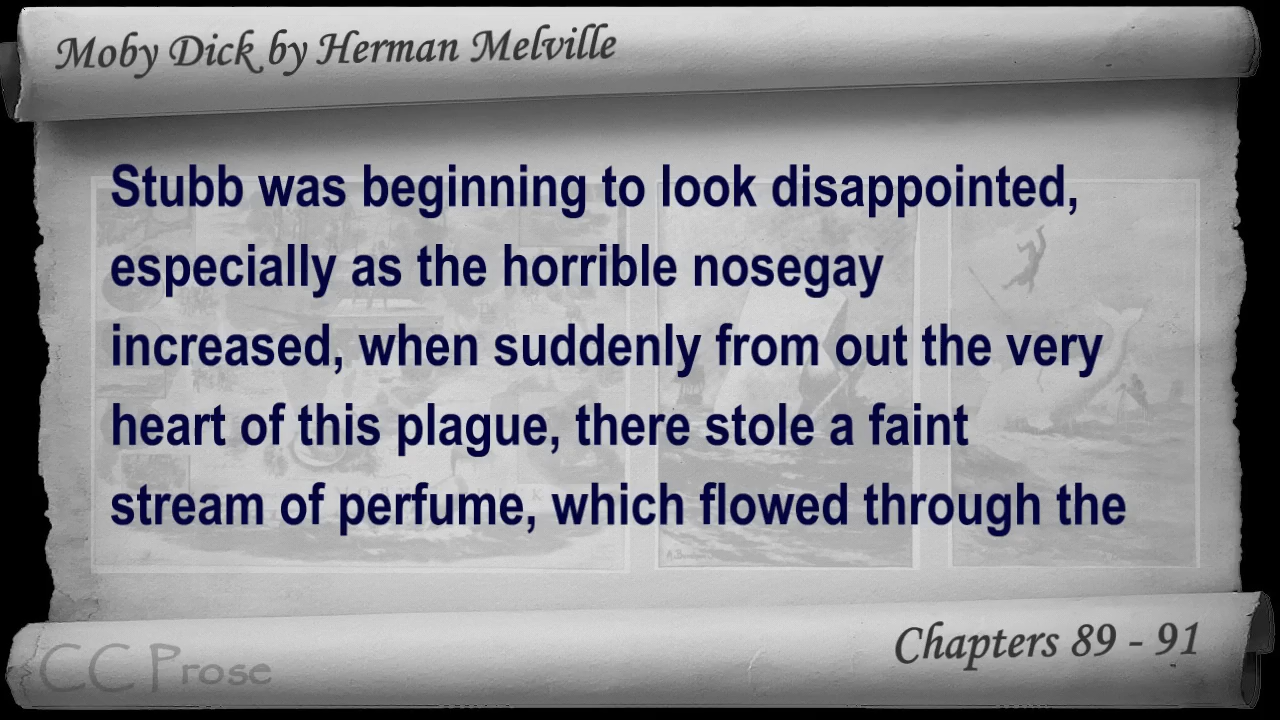 Moby Dick by Herman Melville
Stubb was beginning to look disappointed,
especially as the horrible nosegay
increased, when suddenly from out the very
heart of this plague, there stole a faint
stream of perfume, which flowed through the
Chapters 89 - 91
CC Prose